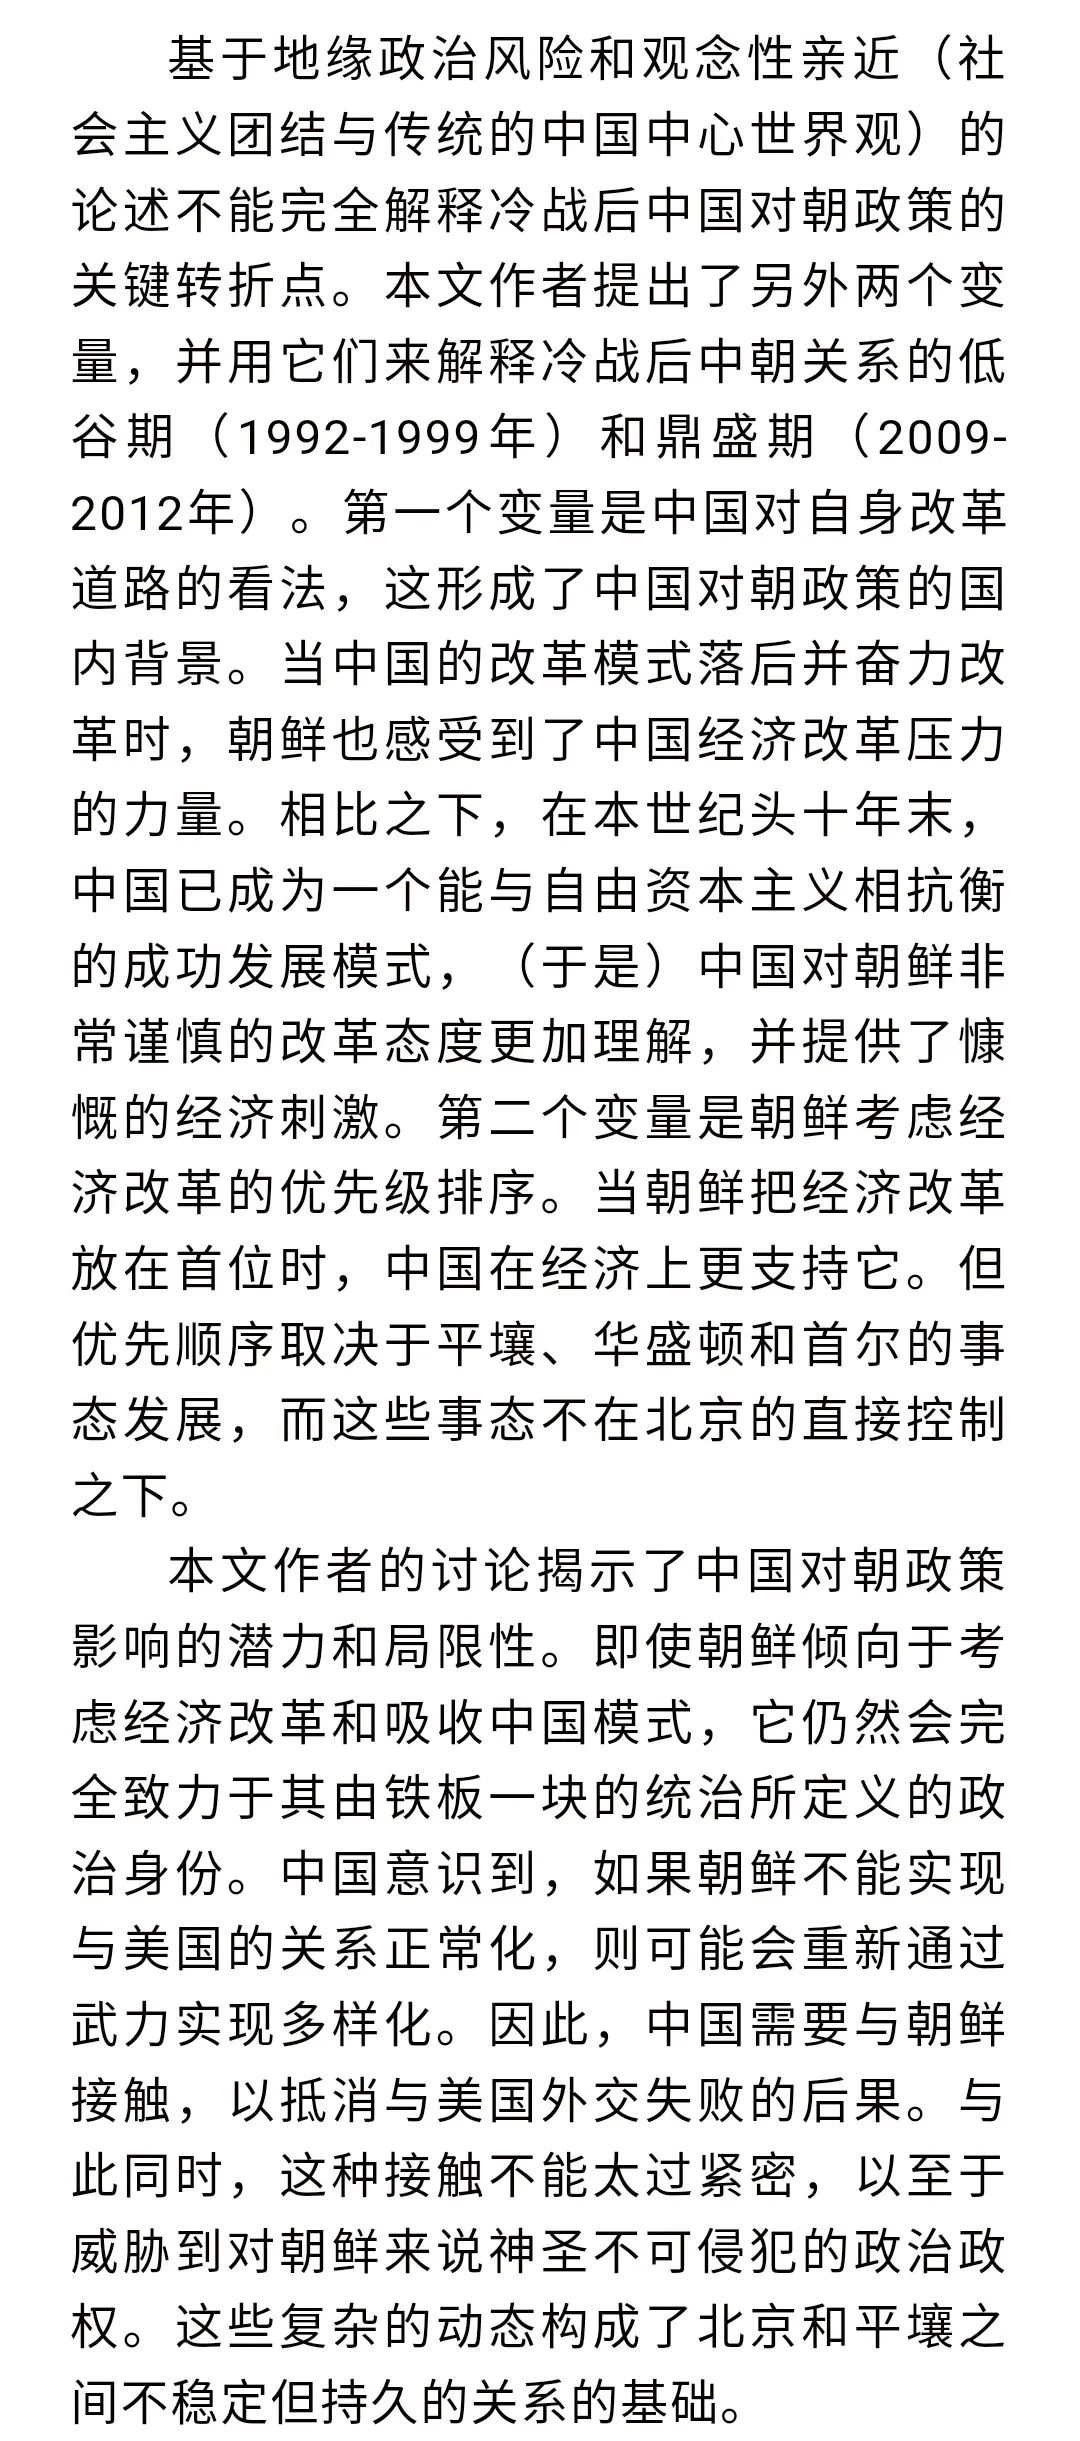 基于地缘政治风险和观念性亲近（社
会主义团结与传统的中国中心世界观）的
论述不能完全解释冷战后中国对朝政策的
关键转折点。本文作者提出了另外两个变
量，并用它们来解释冷战后中朝关系的低
谷期（1992-1999年）和鼎盛期（2009-
2012年）。第一个变量是中国对自身改革
道路的看法，这形成了中国对朝政策的国
内背景。当中国的改革模式落后并奋力改
革时，朝鲜也感受到了中国经济改革压力
的力量。相比之下，在本世纪头十年末，
中国已成为一个能与自由资本主义相抗衡
的成功发展模式，（于是）中国对朝鲜非
常谨慎的改革态度更加理解，并提供了慷
慨的经济刺激。第二个变量是朝鲜考虑经
济改革的优先级排序。当朝鲜把经济改革
放在首位时，中国在经济上更支持它。但
优先顺序取决于平壤、华盛顿和首尔的事
态发展，而这些事态不在北京的直接控制
之下。
本文作者的讨论揭示了中国对朝政策
影响的潜力和局限性。即使朝鲜倾向于考
虑经济改革和吸收中国模式，它仍然会完
全致力于其由铁板一块的统治所定义的政
治身份。中国意识到，如果朝鲜不能实现
与美国的关系正常化，则可能会重新通过
武力实现多样化。因此，中国需要与朝鲜
接触，以抵消与美国外交失败的后果。与
此同时，这种接触不能太过紧密，以至于
威胁到对朝鲜来说神圣不可侵犯的政治政
权。这些复杂的动态构成了北京和平壤之
间不稳定但持久的关系的基础。